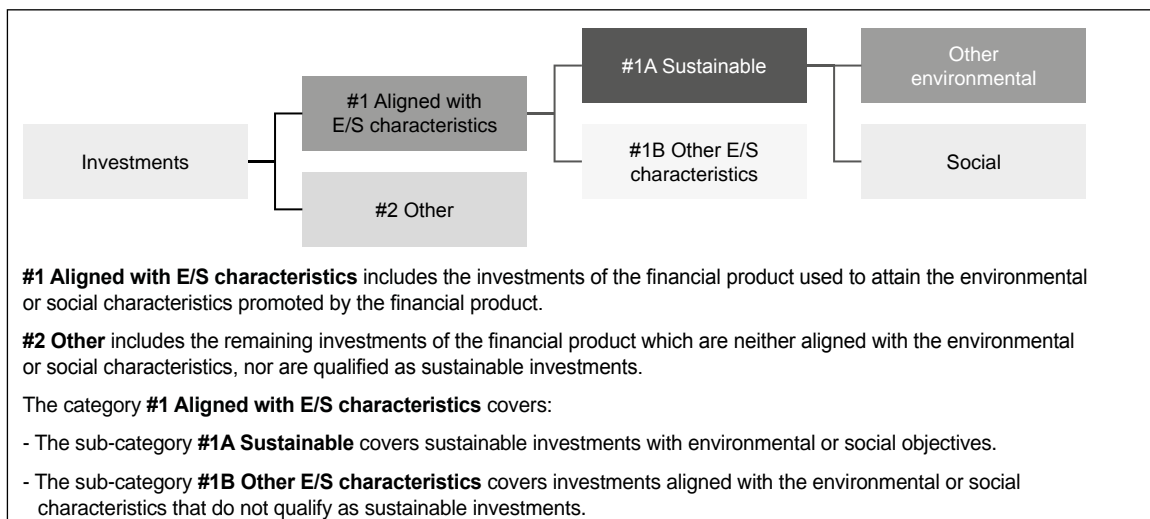 #1A Sustainable
Other
environmental
#1 Aligned with
E/S characteristics
Investments
#1B Other E/S
characteristics
Social
#2 Other
#1 Aligned with E/S characteristics includes the investments of the financial product used to attain the environmental
or social characteristics promoted by the financial product.
#2 Other includes the remaining investments of the financial product which are neither aligned with the environmental
or social characteristics, nor are qualified as sustainable investments.
The category #1 Aligned with E/S characteristics covers:
- The sub-category #1A Sustainable covers sustainable investments with environmental or social objectives.
- The sub-category #1B Other E/S characteristics covers investments aligned with the environmental or social
characteristics that do not qualify as sustainable investments.